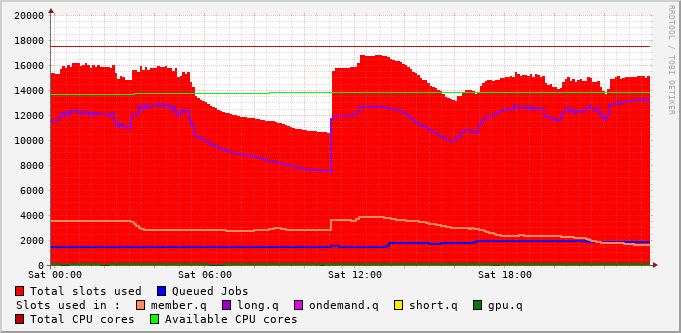 20000
18000
16000
14000
12000
10000
8000
6000
4000
2000
0
Sat 00:00 Sat 06:00 Sat 12:00 Sat 18:00
Total slots used Queued Jobs
Slots used in : member.q long.q ondemand.q short.q gpu.q
Total CPU cores Available CPU cores
RRDTOOL / TOBI OETIKER